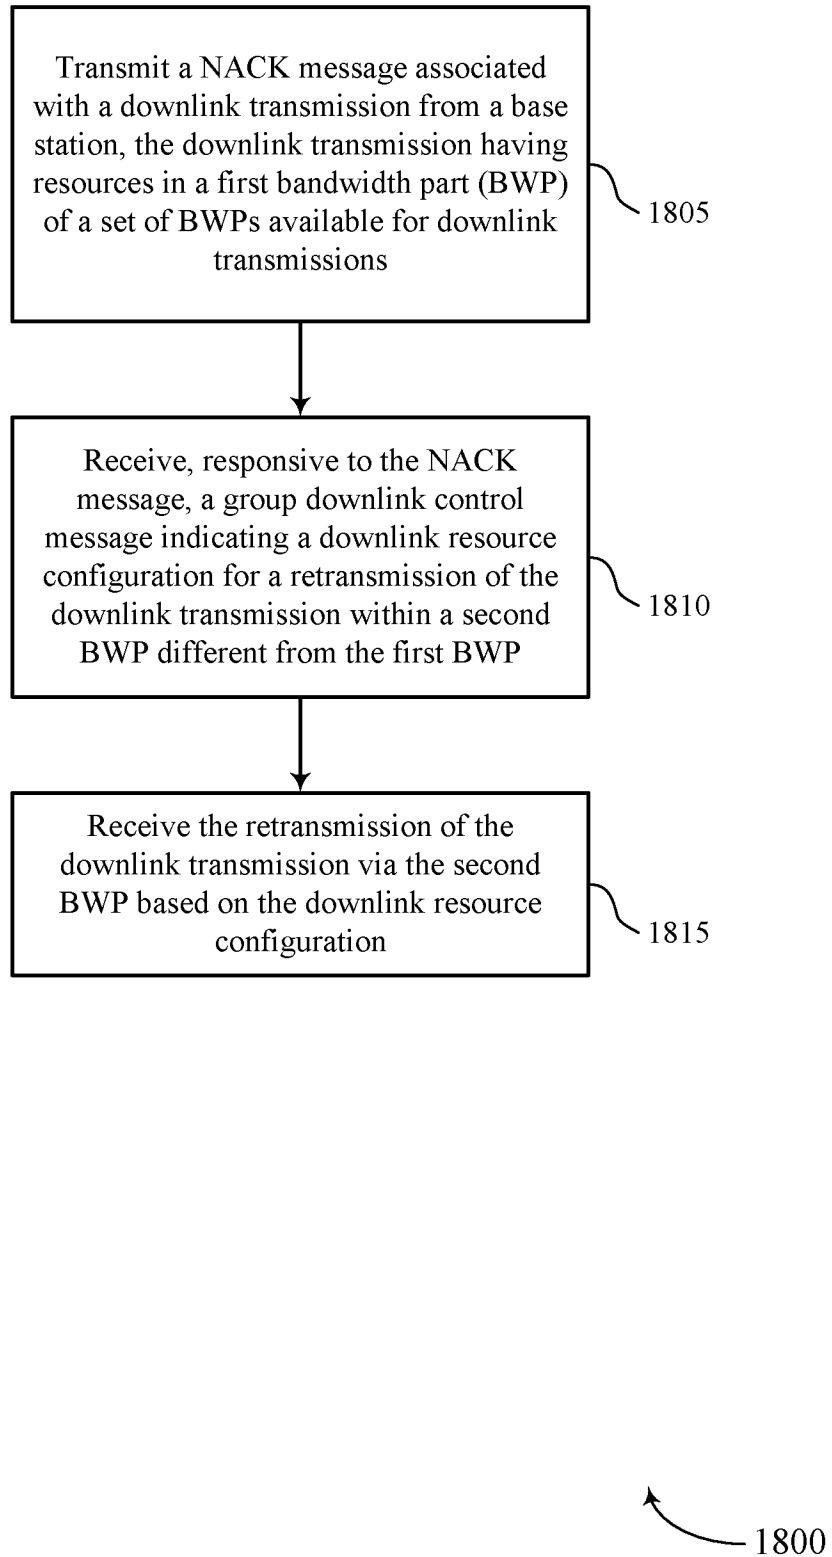 Transmit a NACK message associated
with a downlink transmission from a base
station, the downlink transmission having
resources in a first bandwidth part (BWP)
of a set of BWPs available for downlink
transmissions
1805
Receive, responsive to the NACK
message, a group downlink control
message indicating a downlink resource
configuration for a retransmission of the
downlink transmission within a second
BWP different from the first BWP
1810
Receive the retransmission of the
downlink transmission via the second
BWP based on the downlink resource
configuration
1815
1800